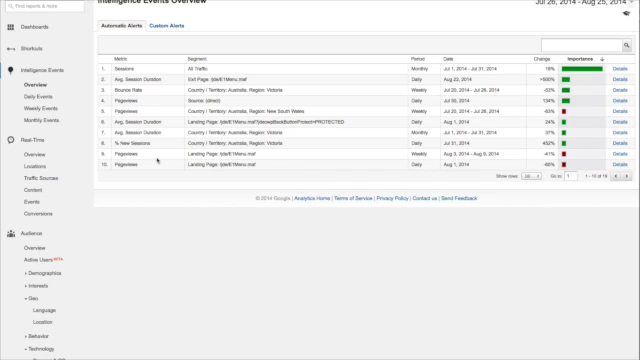 Find reports & more
Intelligence Events Overview
Jul 26, 2014 - Aug 25, 2014
Automatic Alerts Custom Alerts
Metric Segment Period Date Change Importance
1. Sessions All Traffic Monthly Jul 1, 2014 - Jul 31, 2014 18% Details
2. Avg. Session Duration Exit Page: /jde/E1Menu.maf Daily Aug 22, 2014 >500% Details
3. Bounce Rate Country / Territory: Australia, Region: Victoria Weekly Jul 20, 2014 - Jul 26, 2014 Details
4. Pageviews Source: (direct) Daily Jul 30, 2014 134% Details
5. Pageviews Country / Territory: Australia, Region: New South Wales Weekly Jul 20, 2014 - Jul 26, 2014 Details
6. Avg. Session Duration Landing Page: Daily Aug 1, 2014 24% Details
7. Avg. Session Duration Country / Territory: Australia, Region: Victoria Monthly Jul 1, 2014 - Jul 31, 2014 37% Details
8. % New Sessions Country / Territory: Australia, Region: Victoria Daily Jul 31, 2014 452% Details
9. Pageviews Landing Page: /jde/E1Menu.maf Weekly Aug 3, 2014 - Aug 9, 2014 -41% Details
10. Pageviews Landing Page: /jde/E1Menu.maf Daily Aug 1, 2014 Details
Show rows: 10 Go to: 1 1 - 10 of 19
© 2014 Google | Analytics Home | Terms of Service | Privacy Policy | Contact us | Send Feedback
Dashboards
Shortcuts
Intelligence Events
Overview
Daily Events
Weekly Events
Monthly Events
Real-Time
Overview
Locations
Traffic Sources
Content
Events
Conversions
Audience
Overview
Active Users BETA
Demographics
Interests
Geo
Language
Location
Behavior
Technology